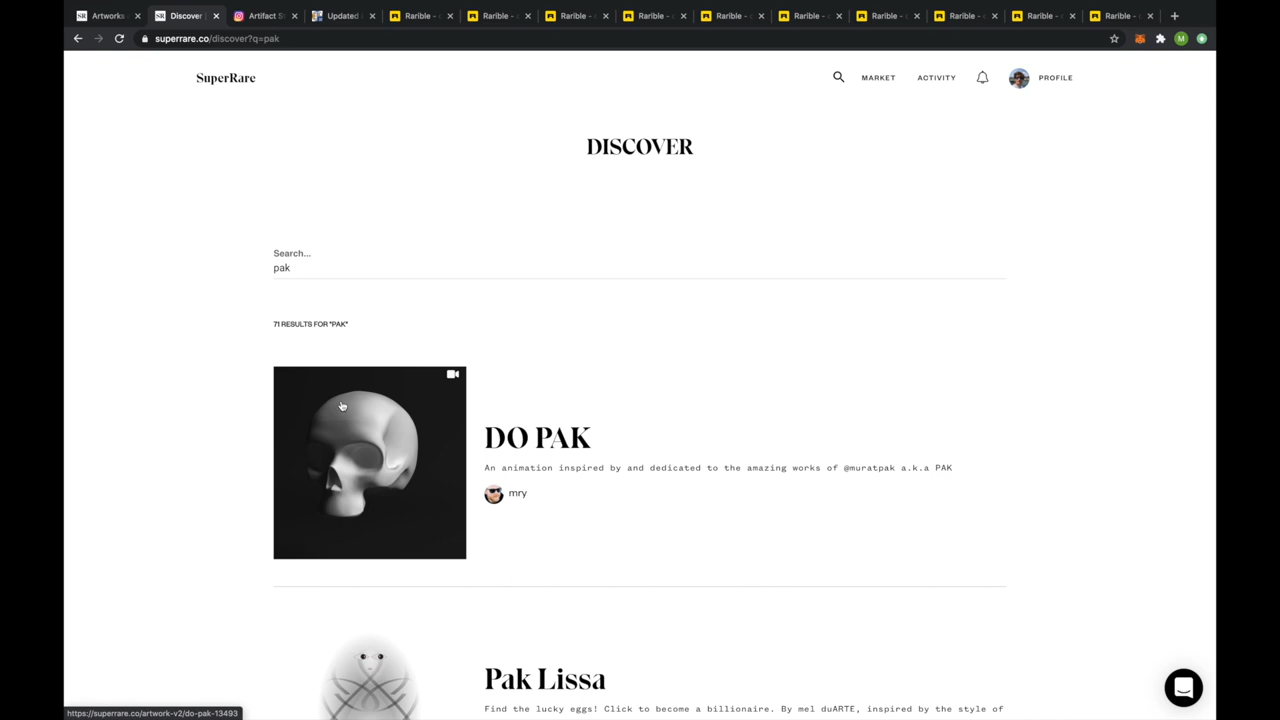 Artworks
Discover
Artifact S
Updated
Rarible -
Rarible -
Rarible -
Rarible -
Rarible -
Rarible -
Rarible -
Rarible -
Rarible -
Rarible -
superrare.co/discover?q=pak
M
SuperRare
MARKET
ACTIVITY
PROFILE
DISCOVER
Search...
pak
71 RESULTS FOR "PAK"
DO PAK
An animation inspired by and dedicated to the amazing works of @muratpak a.k.a PAK
mry
Pak Lissa
Find the lucky eggs! Click to become a billionaire. By mel duARTE, inspired by the style of
https://superrare.co/artwork-v2/do-pak-13493